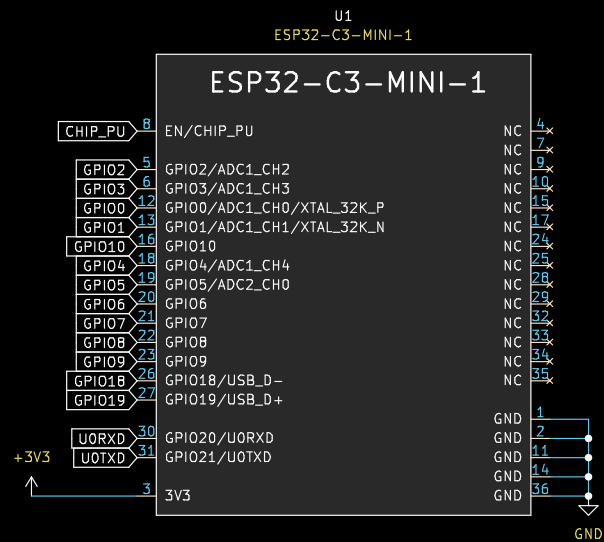 U1
ESP32-C3-MINI-1
ESP32-C3-MINI-1
CHIP_PU 8 EN/CHIP_PU NC 4
NC 7
GPIO2 5 GPIO2/ADC1_CH2 NC 9
GPIO3 6 GPIO3/ADC1_CH3 NC 10
GPIO0 12 GPIO0/ADC1_CH0/XTAL_32K_P NC 15
GPIO1 13 GPIO1/ADC1_CH1/XTAL_32K_N NC 17
GPIO10 16 GPIO10 NC 24
GPIO4 18 GPIO4/ADC1_CH4 NC 25
GPIO5 19 GPIO5/ADC2_CH0 NC 28
GPIO6 20 GPIO6 NC 29
GPIO7 21 GPIO7 NC 32
GPIO8 22 GPIO8 NC 33
GPIO9 23 GPIO9 NC 34
GPIO18 26 GPIO18/USB_D- NC 35
GPIO19 27 GPIO19/USB_D+
GND 1
U0RXD 30 GPIO20/U0RXD GND 2
U0TXD 31 GPIO21/U0TXD GND 11
+3V3
GND 14
3 3V3 GND 36
GND